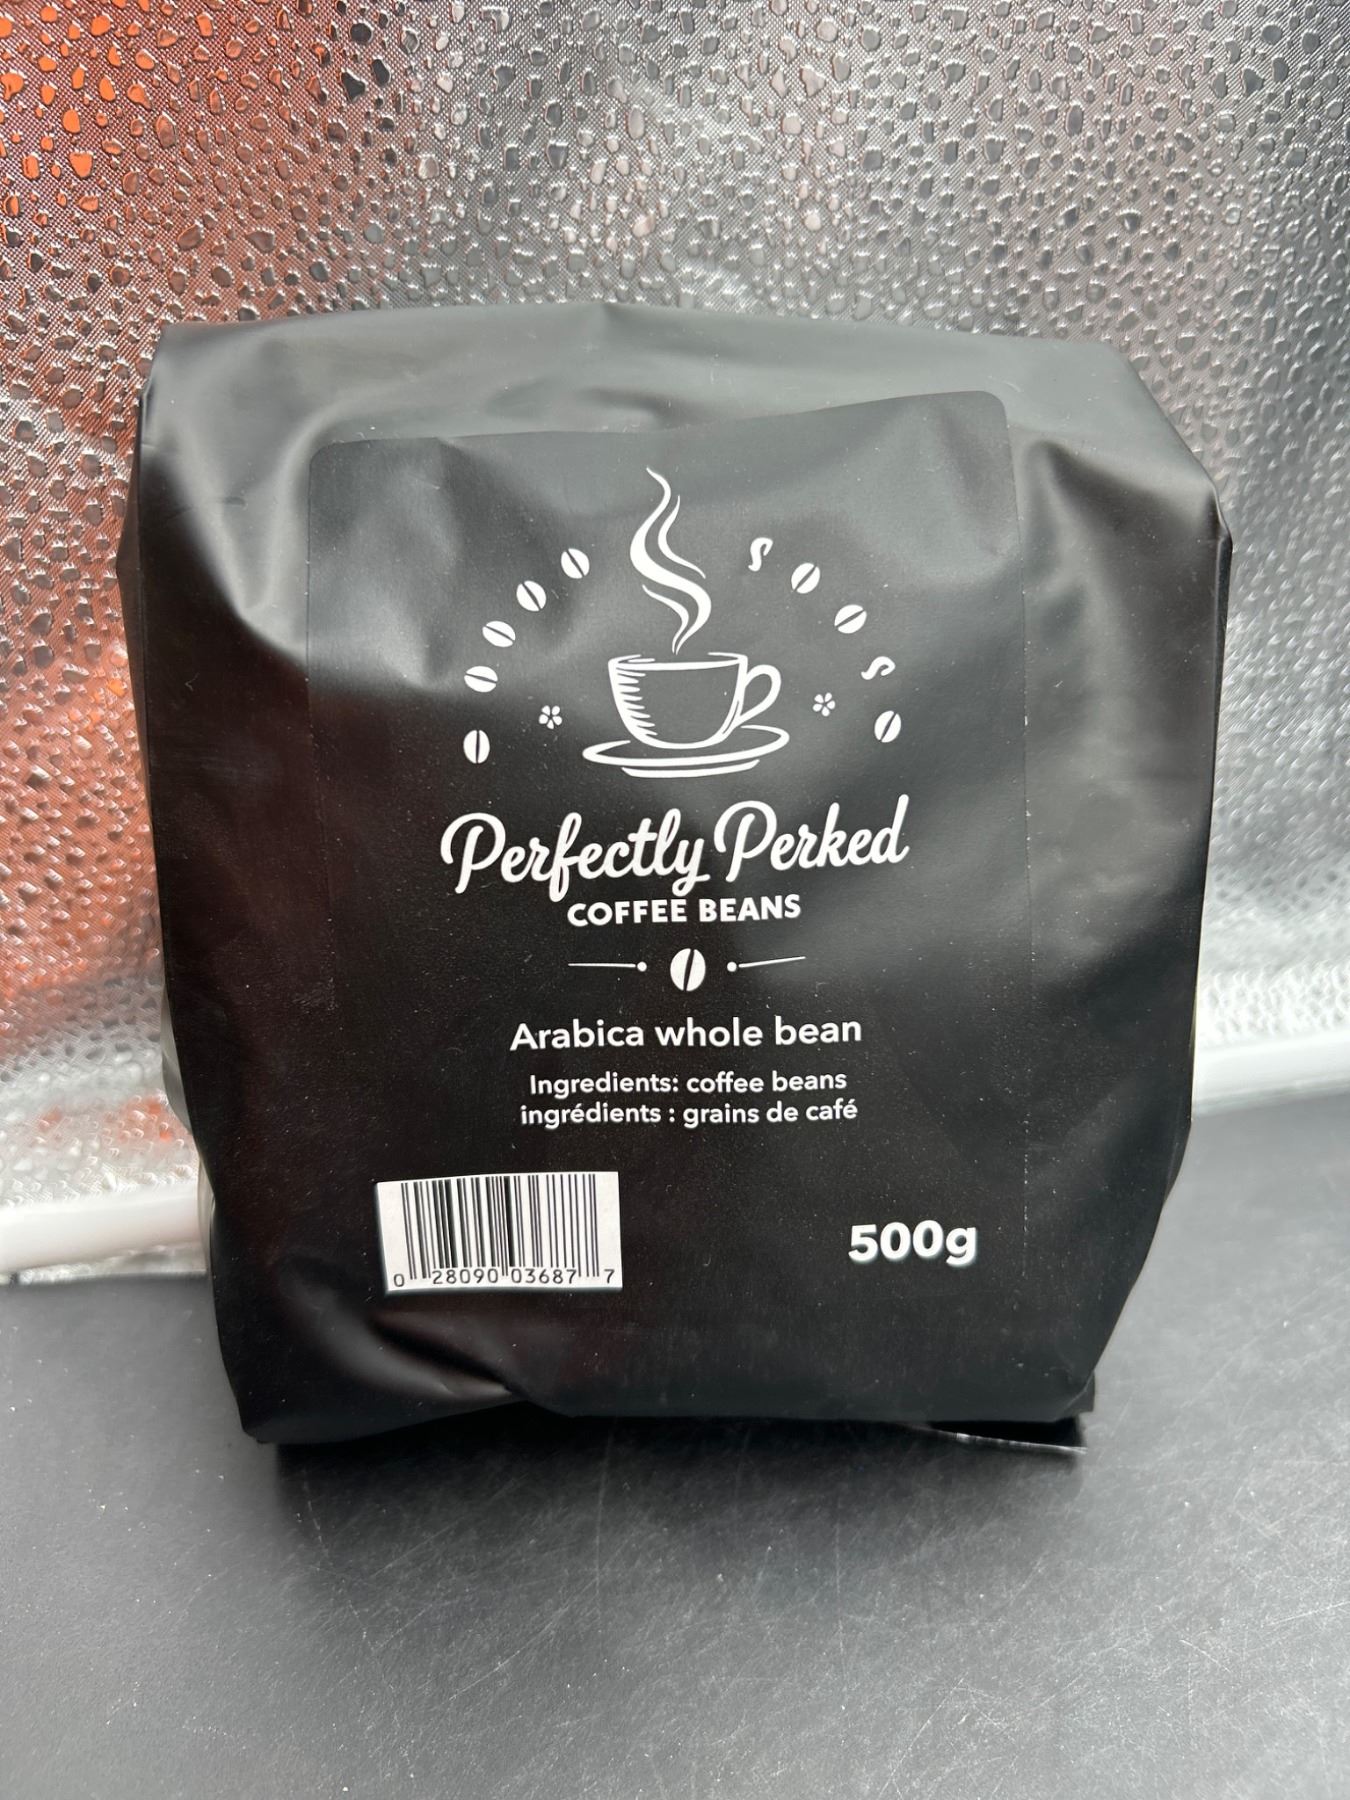 Perfectly Perked
COFFEE BEANS
Arabica whole bean
Ingredients: coffee beans
ingrédients : grains de café
500g
0 28090 03687 7